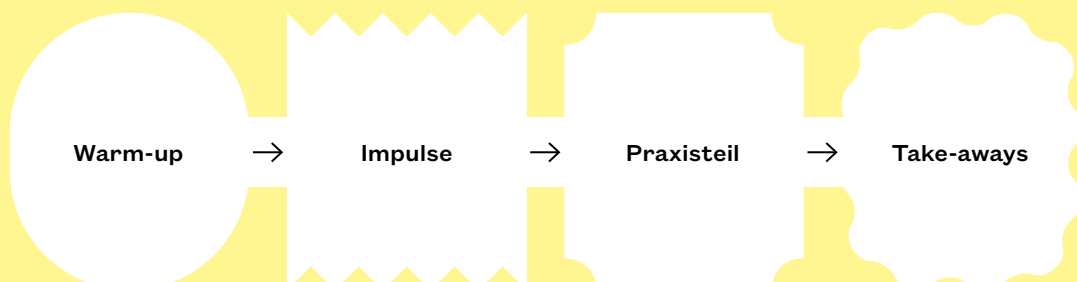 Warm-up → Impulse → Praxisteil → Take-aways